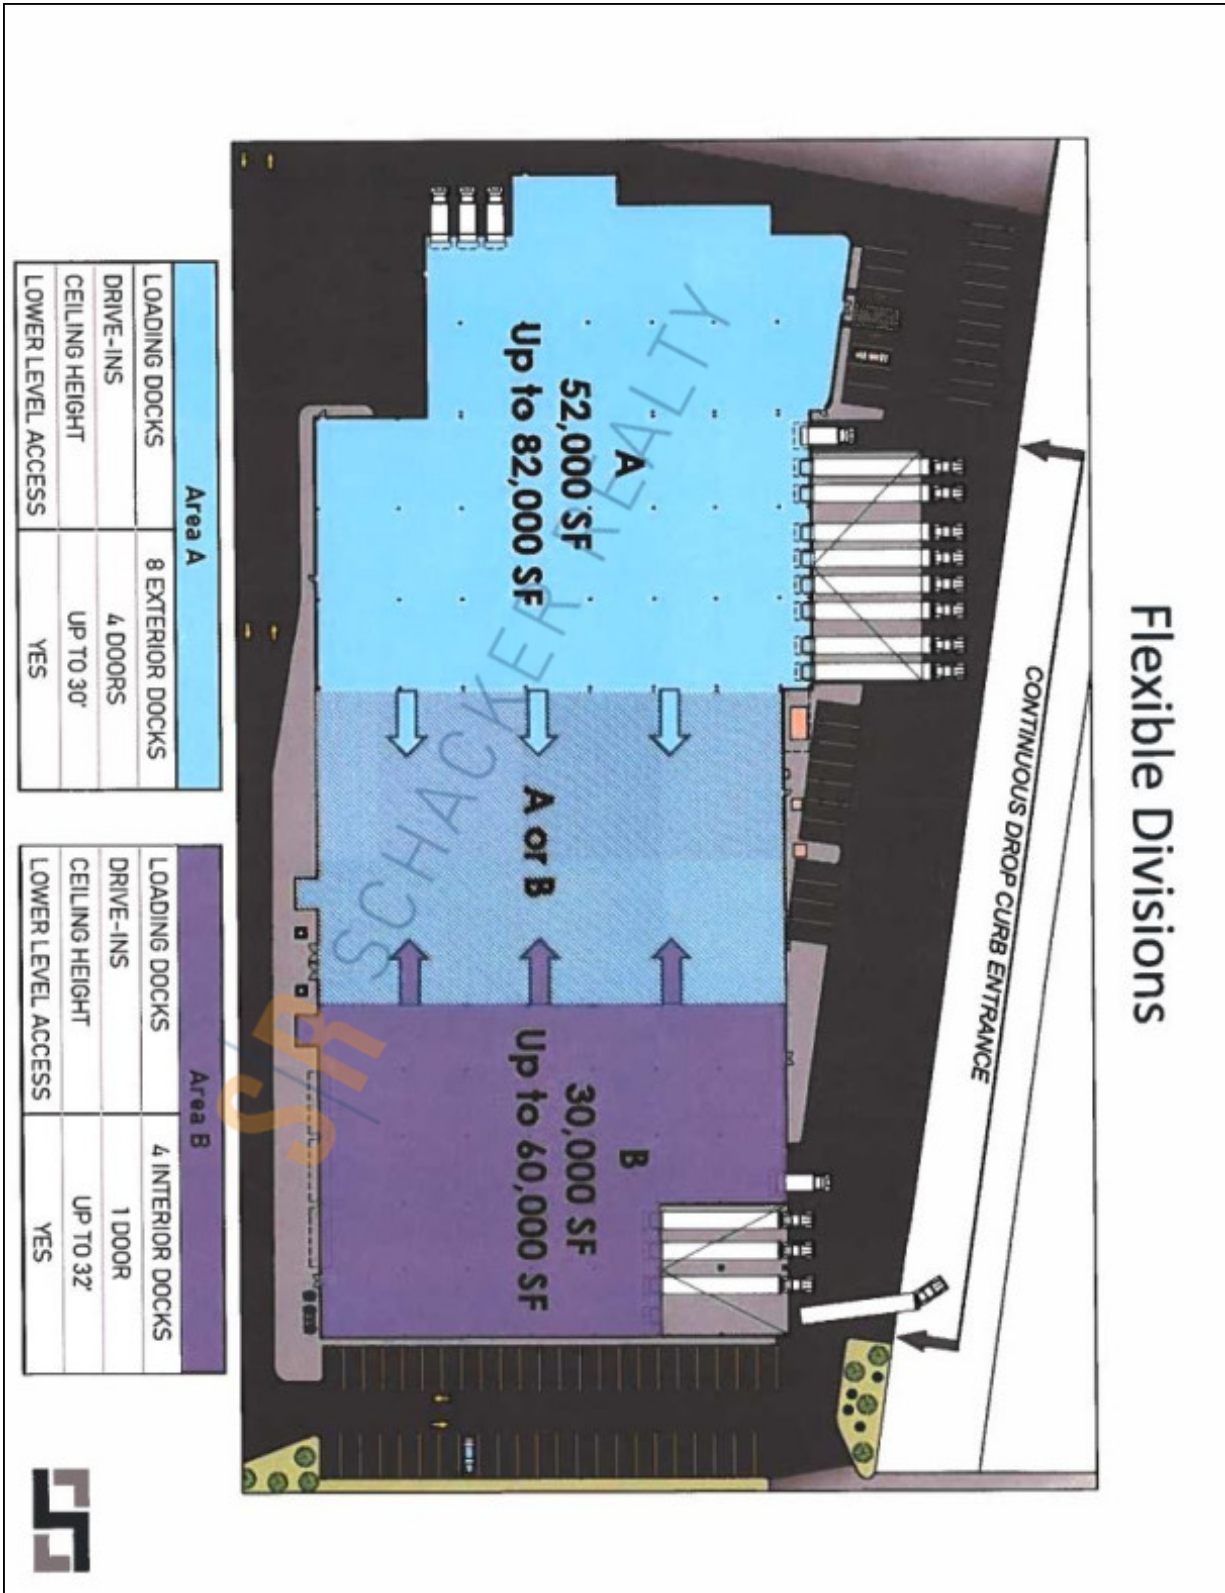 Flexible Divisions
CONTINUOUS DROP CURB ENTRANCE
A
52,000 SF
Up to 82,000 SF
A or B
B
30,000 SF
Up to 60,000 SF
SCHACKER REALTY
SR
Area A
LOADING DOCKS 8 EXTERIOR DOCKS
DRIVE-INS 4 DOORS
CEILING HEIGHT UP TO 30'
LOWER LEVEL ACCESS YES
Area B
LOADING DOCKS 4 INTERIOR DOCKS
DRIVE-INS 1 DOOR
CEILING HEIGHT UP TO 32'
LOWER LEVEL ACCESS YES